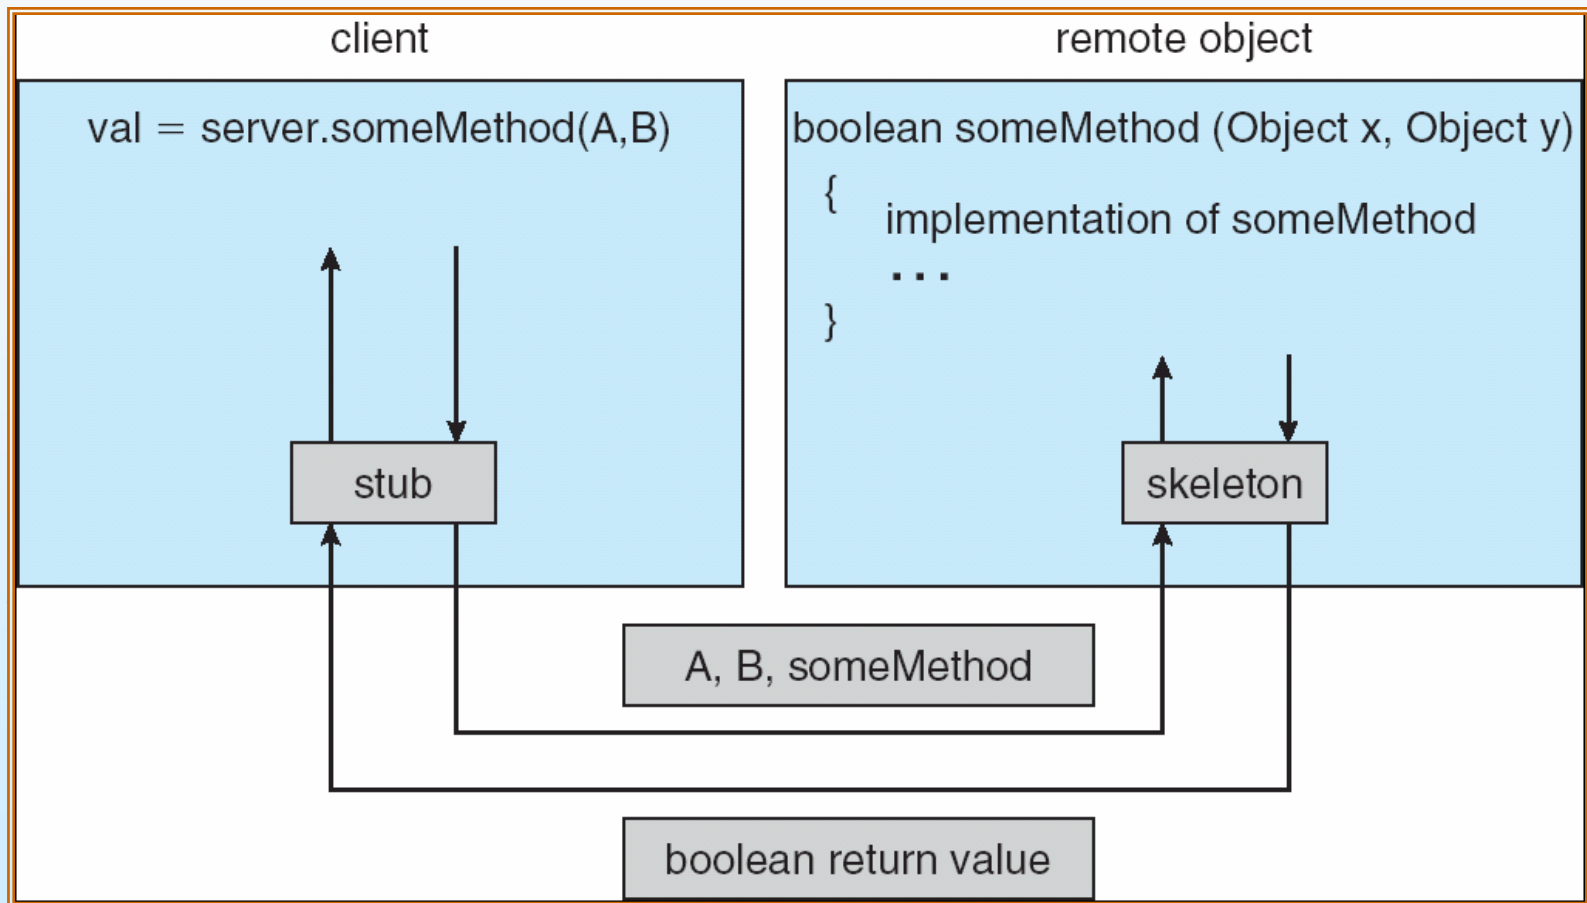 client
val = server.someMethod(A,B)
stub
remote object
boolean someMethod (Object x, Object y)
{
implementation of someMethod
...
}
skeleton
A, B, someMethod
boolean return value